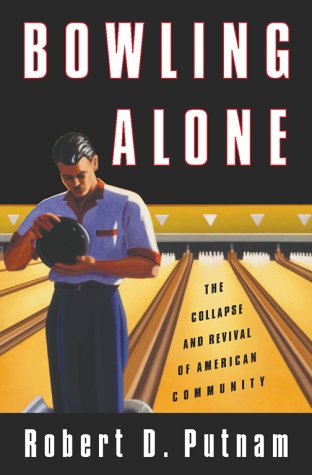 BOWLING
ALONE
THE
COLLAPSE
AND REVIVAL
OF AMERICAN
COMMUNITY
Robert D. Putnam